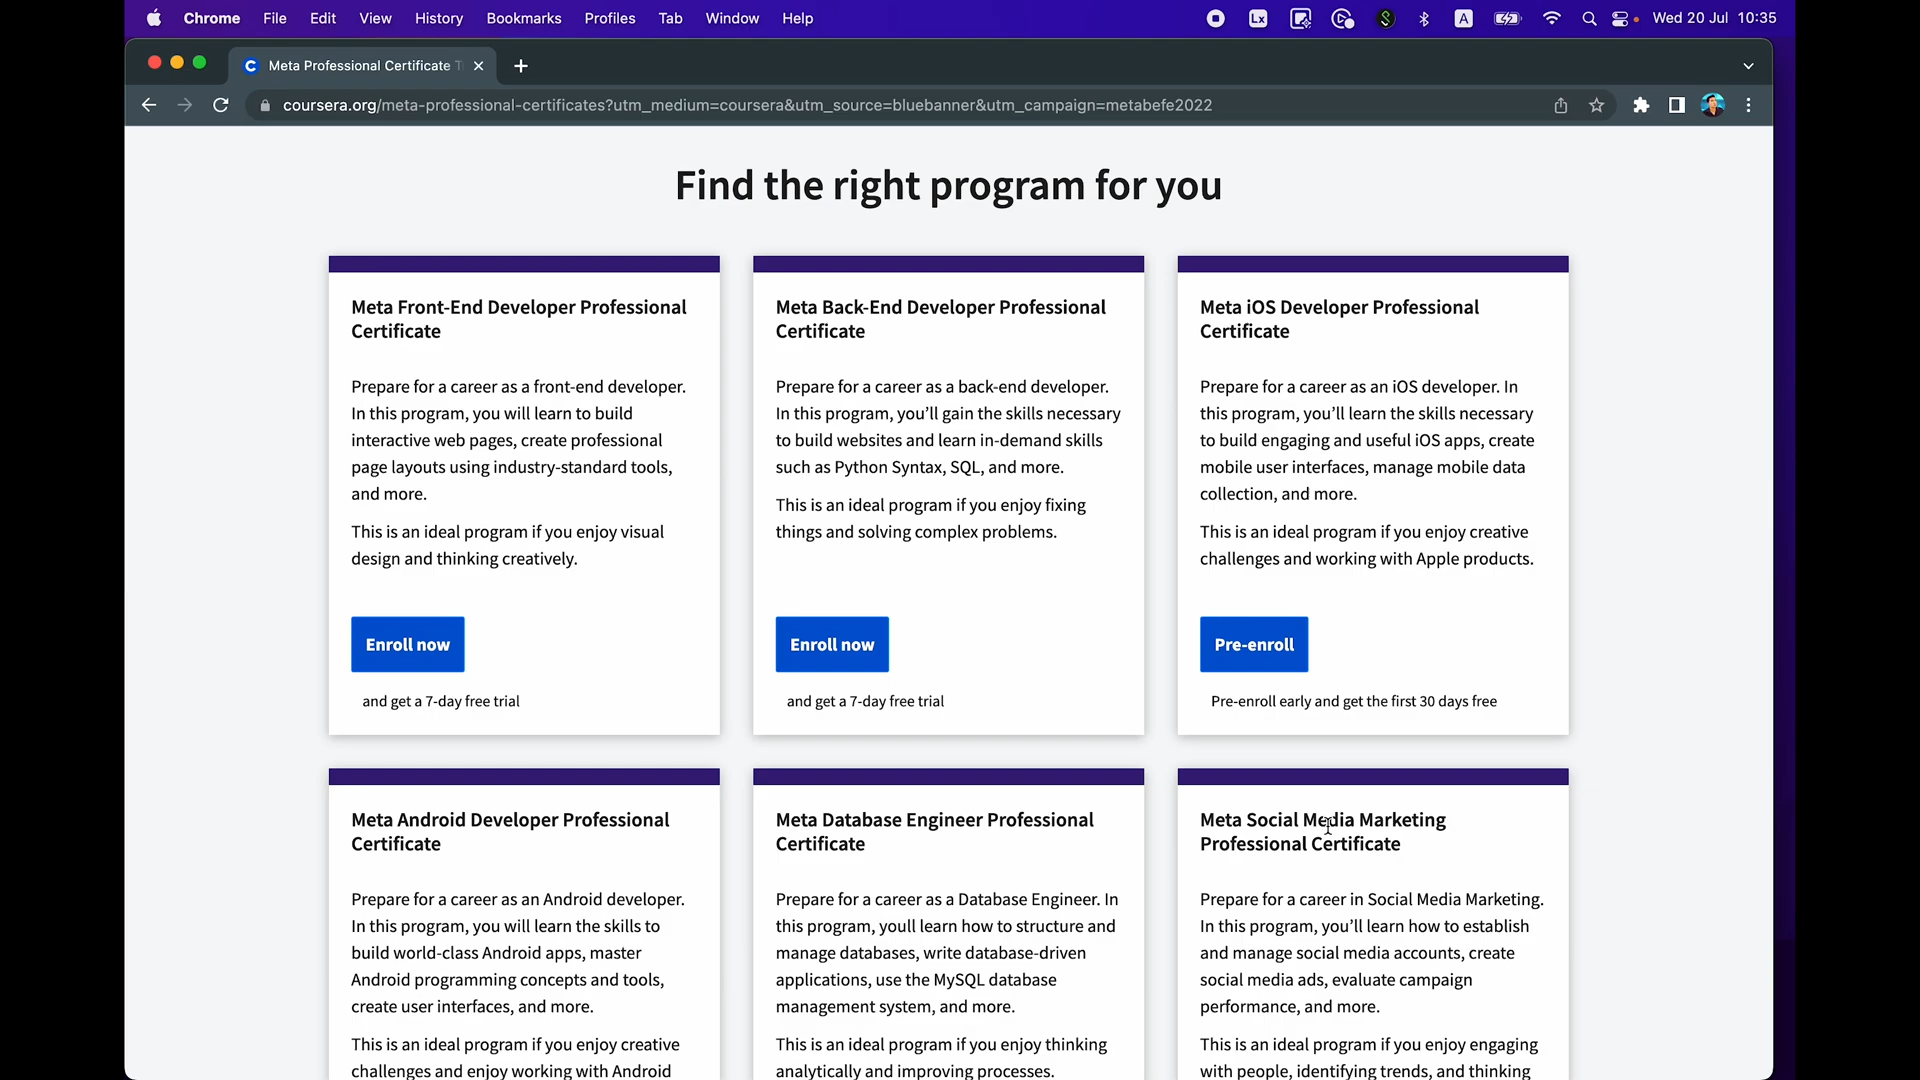 Chrome File Edit View History Bookmarks Profiles Tab Window Help
Lx A Wed 20 Jul 10:35
Meta Professional Certificate
coursera.org/meta-professional-certificates?utm_medium=coursera&utm_source=bluebanner&utm_campaign=metabefe2022
Find the right program for you
Meta Front-End Developer Professional
Certificate
Prepare for a career as a front-end developer.
In this program, you will learn to build
interactive web pages, create professional
page layouts using industry-standard tools,
and more.
This is an ideal program if you enjoy visual
design and thinking creatively.
Enroll now
and get a 7-day free trial
Meta Back-End Developer Professional
Certificate
Prepare for a career as a back-end developer.
In this program, you’ll gain the skills necessary
to build websites and learn in-demand skills
such as Python Syntax, SQL, and more.
This is an ideal program if you enjoy fixing
things and solving complex problems.
Enroll now
and get a 7-day free trial
Meta iOS Developer Professional
Certificate
Prepare for a career as an iOS developer. In
this program, you’ll learn the skills necessary
to build engaging and useful iOS apps, create
mobile user interfaces, manage mobile data
collection, and more.
This is an ideal program if you enjoy creative
challenges and working with Apple products.
Pre-enroll
Pre-enroll early and get the first 30 days free
Meta Android Developer Professional
Certificate
Prepare for a career as an Android developer.
In this program, you will learn the skills to
build world-class Android apps, master
Android programming concepts and tools,
create user interfaces, and more.
This is an ideal program if you enjoy creative
challenges and enjoy working with Android
Meta Database Engineer Professional
Certificate
Prepare for a career as a Database Engineer. In
this program, youll learn how to structure and
manage databases, write database-driven
applications, use the MySQL database
management system, and more.
This is an ideal program if you enjoy thinking
analytically and improving processes.
Meta Social Media Marketing
Professional Certificate
Prepare for a career in Social Media Marketing.
In this program, you’ll learn how to establish
and manage social media accounts, create
social media ads, evaluate campaign
performance, and more.
This is an ideal program if you enjoy engaging
with people, identifying trends, and thinking